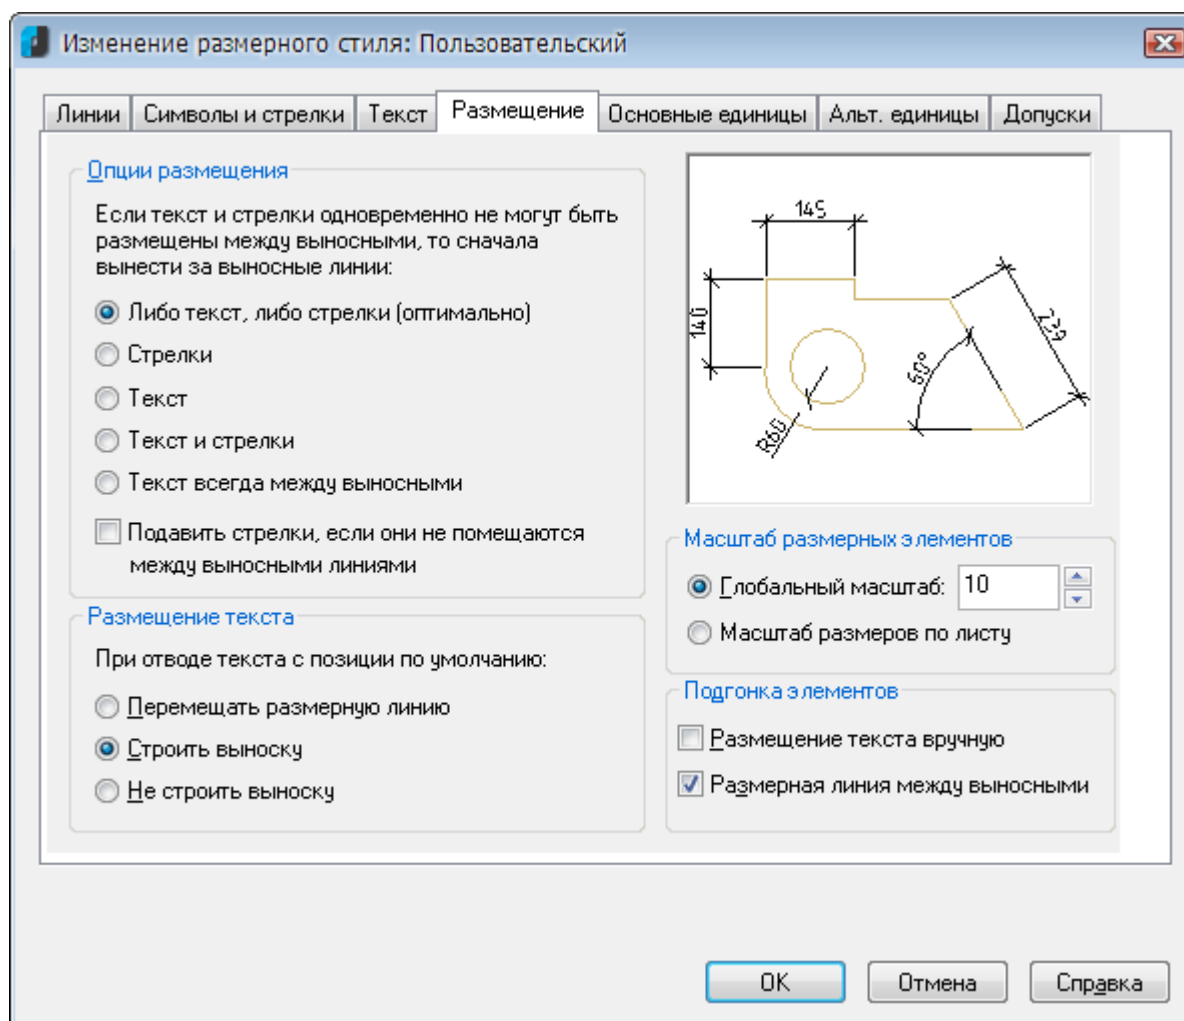 Изменение размерного стиля: Пользовательский
Линии
Символы и стрелки
Текст
Размещение
Основные единицы
Альт. единицы
Допуски
Опции размещения
Если текст и стрелки одновременно не могут быть
размещены между выносными, то сначала
вынести за выносные линии:
Либо текст, либо стрелки (оптимально)
Стрелки
Текст
Текст и стрелки
Текст всегда между выносными
Подавить стрелки, если они не помещаются
между выносными линиями
Размещение текста
При отводе текста с позиции по умолчанию:
Перемещать размерную линию
Строить выноску
Не строить выноску
145
140
239
60°
R60
Масштаб размерных элементов
Глобальный масштаб: 10
Масштаб размеров по листу
Подгонка элементов
Размещение текста вручную
Размерная линия между выносными
ОК
Отмена
Справка